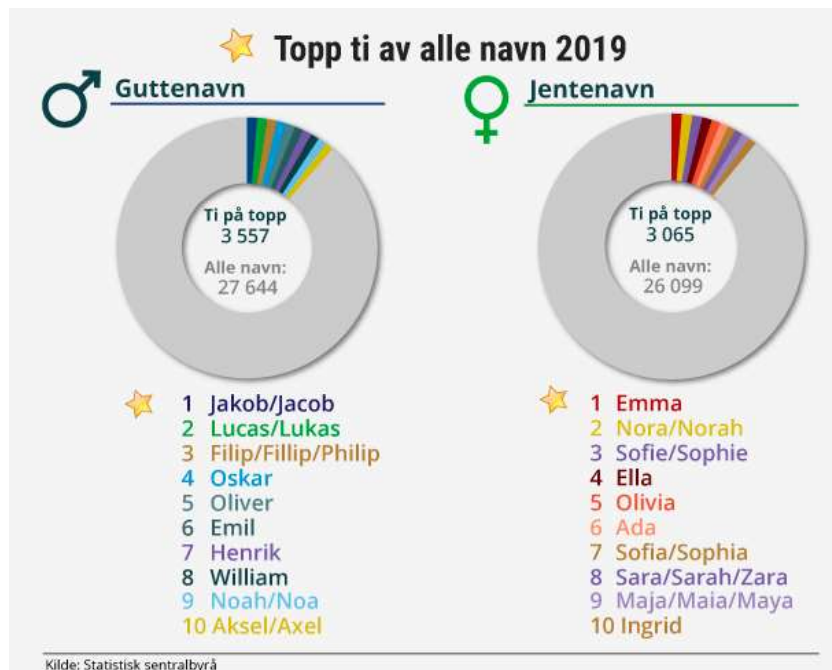 Topp ti av alle navn 2019
Guttenavn
Ti på topp
3 557
Alle navn:
27 644
1 Jakob/Jacob
2 Lucas/Lukas
3 Filip/Fillip/Philip
4 Oskar
5 Oliver
6 Emil
7 Henrik
8 William
9 Noah/Noa
10 Aksel/Axel
Jentenavn
Ti på topp
3 065
Alle navn:
26 099
1 Emma
2 Nora/Norah
3 Sofie/Sophie
4 Ella
5 Olivia
6 Ada
7 Sofia/Sophia
8 Sara/Sarah/Zara
9 Maja/Maia/Maya
10 Ingrid
Kilde: Statistisk sentralbyrå